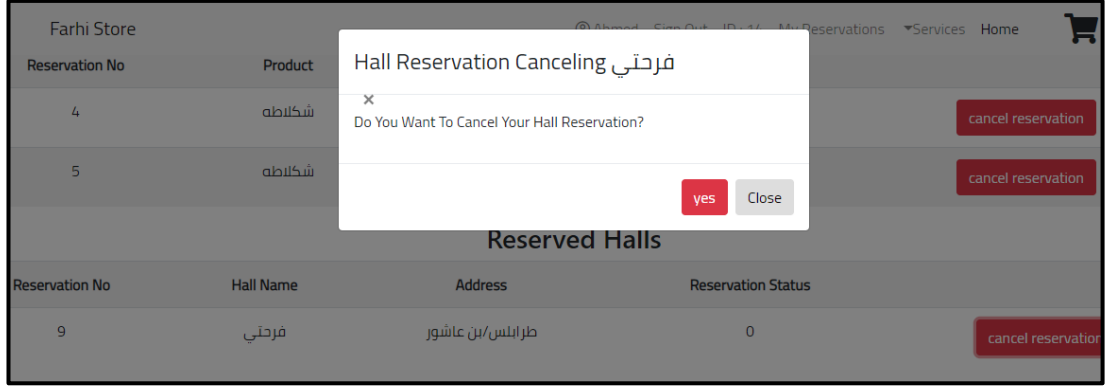 Farhi Store
Ahmed Sign Out ID : 14 My Reservations Services Home
Reservation No Product
4 شكلاطه cancel reservation
5 شكلاطه cancel reservation
Hall Reservation Canceling فرحتي
×
Do You Want To Cancel Your Hall Reservation?
yes Close
Reserved Halls
Reservation No Hall Name Address Reservation Status
9 فرحتي طرابلس/بن عاشور 0 cancel reservation